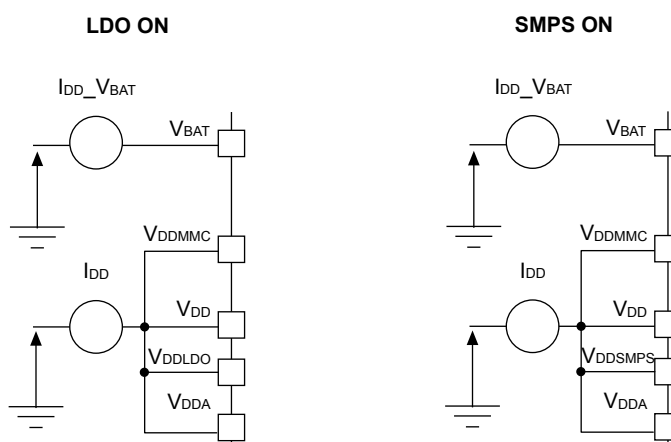 LDO ON
IDD_VBAT
VBAT
VDDMMC
IDD
VDD
VDDLDO
VDDA
SMPS ON
IDD_VBAT
VBAT
VDDMMC
IDD
VDD
VDDSMPS
VDDA